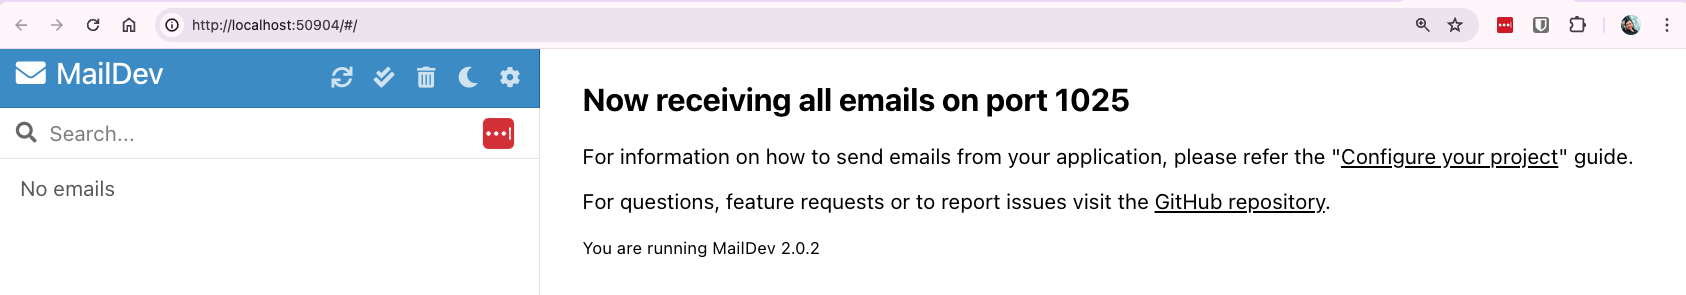 http://localhost:50904/#/
MailDev
Search...
No emails
Now receiving all emails on port 1025
For information on how to send emails from your application, please refer the "Configure your project" guide.
For questions, feature requests or to report issues visit the GitHub repository.
You are running MailDev 2.0.2